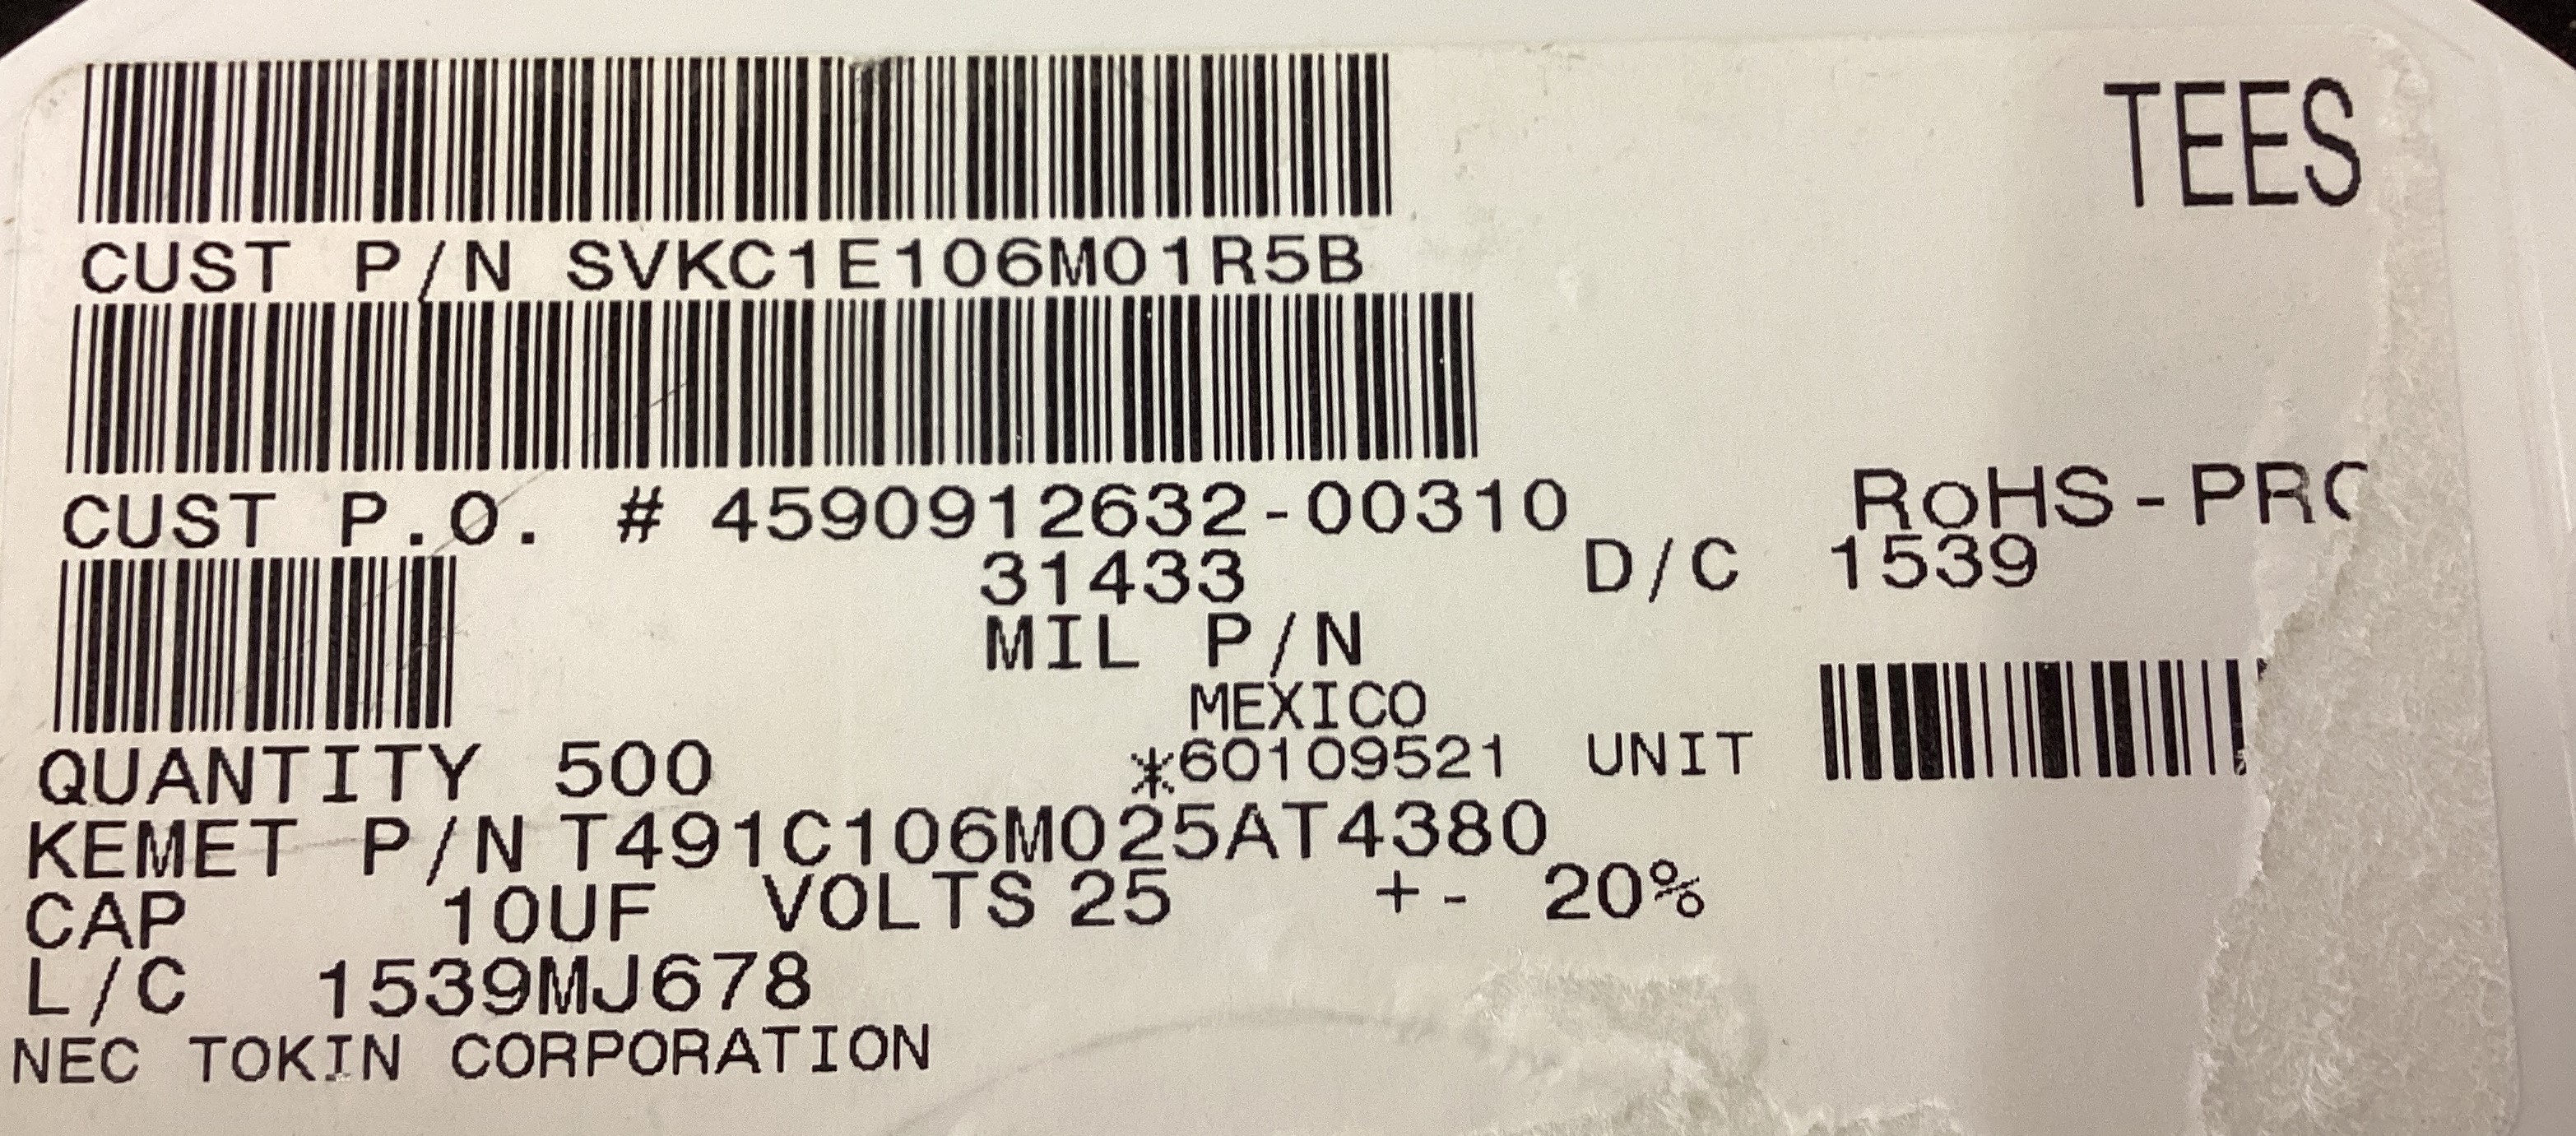 TEES
CUST P/N SVKC1E106M01R5B
CUST P.O. # 4590912632-00310
RoHS-PRC
31433
D/C 1539
MIL P/N
MEXICO
QUANTITY 500
*60109521 UNIT
KEMET P/N T491C106M025AT4380
CAP 10UF VOLTS 25 +- 20%
L/C 1539MJ678
NEC TOKIN CORPORATION